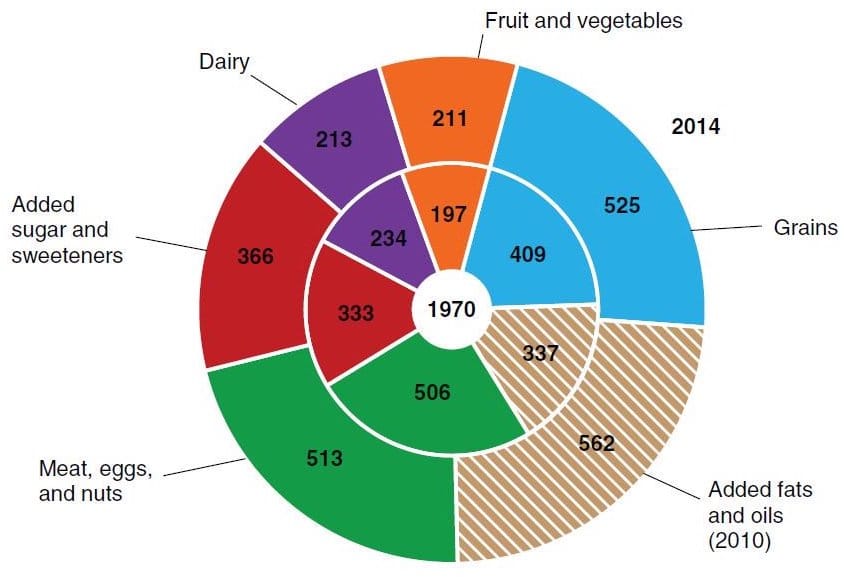 Fruit and vegetables
Dairy
211
2014
213
525
Added
sugar and
sweeteners
197
Grains
234
409
366
333
1970
337
506
562
513
Meat, eggs,
and nuts
Added fats
and oils
(2010)